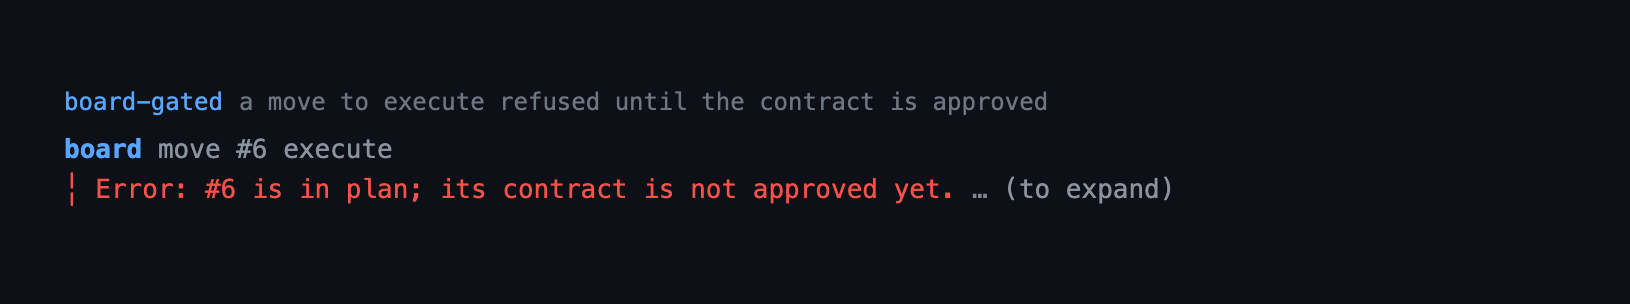 board-gated a move to execute refused until the contract is approved
board move #6 execute
¦ Error: #6 is in plan; its contract is not approved yet. … (to expand)